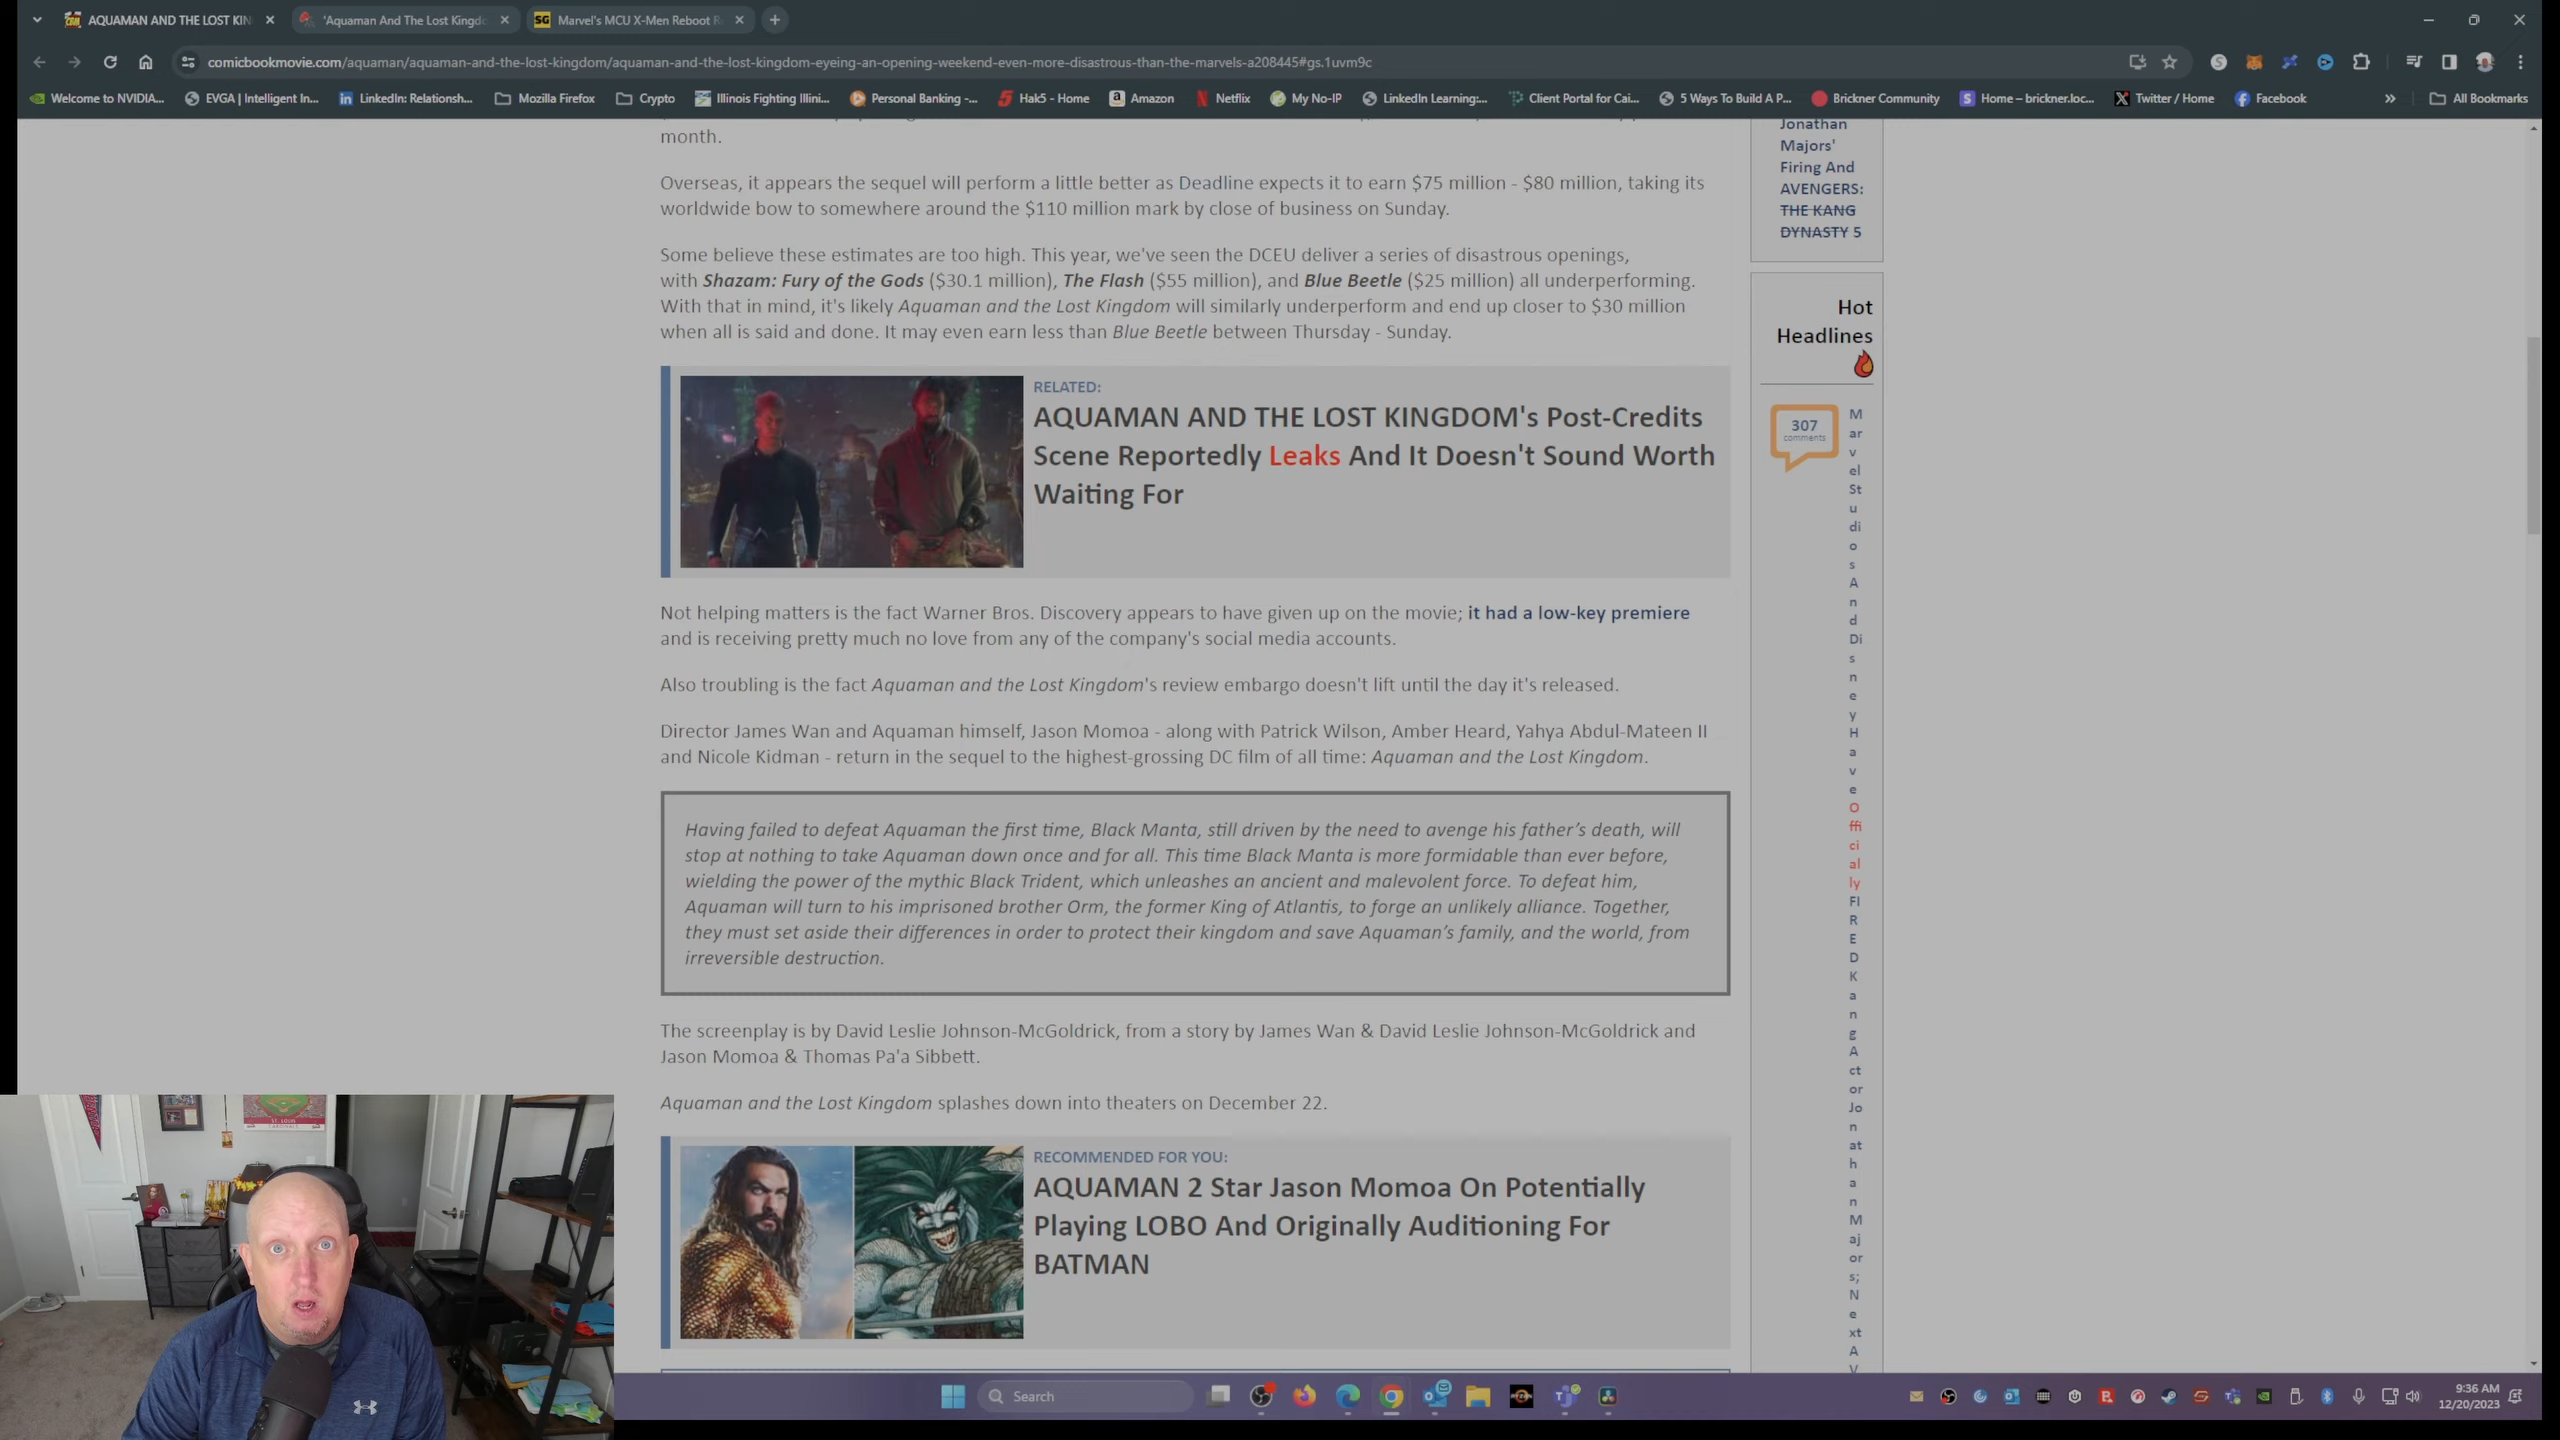 AQUAMAN AND THE LOST KIN
'Aquaman And The Lost Kingdo
SG Marvel's MCU X-Men Reboot R
comicbookmovie.com/aquaman/aquaman-and-the-lost-kingdom/aquaman-and-the-lost-kingdom-eyeing-an-opening-weekend-even-more-disastrous-than-the-marvels-a208445#gs.1uvm9c
Welcome to NVIDIA... EVGA | Intelligent In... LinkedIn: Relationsh... Mozilla Firefox Crypto Illinois Fighting Illini... Personal Banking -... Hak5 - Home Amazon Netflix My No-IP LinkedIn Learning:... Client Portal for Cai... 5 Ways To Build A P... Brickner Community Home – brickner.loc... Twitter / Home Facebook » All Bookmarks
month.
Overseas, it appears the sequel will perform a little better as Deadline expects it to earn $75 million - $80 million, taking its
worldwide bow to somewhere around the $110 million mark by close of business on Sunday.
Some believe these estimates are too high. This year, we've seen the DCEU deliver a series of disastrous openings,
with Shazam: Fury of the Gods ($30.1 million), The Flash ($55 million), and Blue Beetle ($25 million) all underperforming.
With that in mind, it's likely Aquaman and the Lost Kingdom will similarly underperform and end up closer to $30 million
when all is said and done. It may even earn less than Blue Beetle between Thursday - Sunday.
RELATED:
AQUAMAN AND THE LOST KINGDOM's Post-Credits
Scene Reportedly Leaks And It Doesn't Sound Worth
Waiting For
Not helping matters is the fact Warner Bros. Discovery appears to have given up on the movie; it had a low-key premiere
and is receiving pretty much no love from any of the company's social media accounts.
Also troubling is the fact Aquaman and the Lost Kingdom's review embargo doesn't lift until the day it's released.
Director James Wan and Aquaman himself, Jason Momoa - along with Patrick Wilson, Amber Heard, Yahya Abdul-Mateen II
and Nicole Kidman - return in the sequel to the highest-grossing DC film of all time: Aquaman and the Lost Kingdom.
Having failed to defeat Aquaman the first time, Black Manta, still driven by the need to avenge his father’s death, will
stop at nothing to take Aquaman down once and for all. This time Black Manta is more formidable than ever before,
wielding the power of the mythic Black Trident, which unleashes an ancient and malevolent force. To defeat him,
Aquaman will turn to his imprisoned brother Orm, the former King of Atlantis, to forge an unlikely alliance. Together,
they must set aside their differences in order to protect their kingdom and save Aquaman’s family, and the world, from
irreversible destruction.
The screenplay is by David Leslie Johnson-McGoldrick, from a story by James Wan & David Leslie Johnson-McGoldrick and
Jason Momoa & Thomas Pa'a Sibbett.
Aquaman and the Lost Kingdom splashes down into theaters on December 22.
RECOMMENDED FOR YOU:
AQUAMAN 2 Star Jason Momoa On Potentially
Playing LOBO And Originally Auditioning For
BATMAN
Jonathan
Majors'
Firing And
AVENGERS:
THE KANG
DYNASTY 5
Hot
Headlines
307
comments
M
ar
v
el
St
u
di
o
s
A
n
d
Di
s
n
e
y
H
a
v
e
O
ffi
ci
al
ly
FI
R
E
D
K
a
n
g
A
ct
or
Jo
n
at
h
a
n
M
aj
or
s;
N
e
xt
A
V
ST. LOUIS
CARDINALS
Search
9:36 AM
12/20/2023